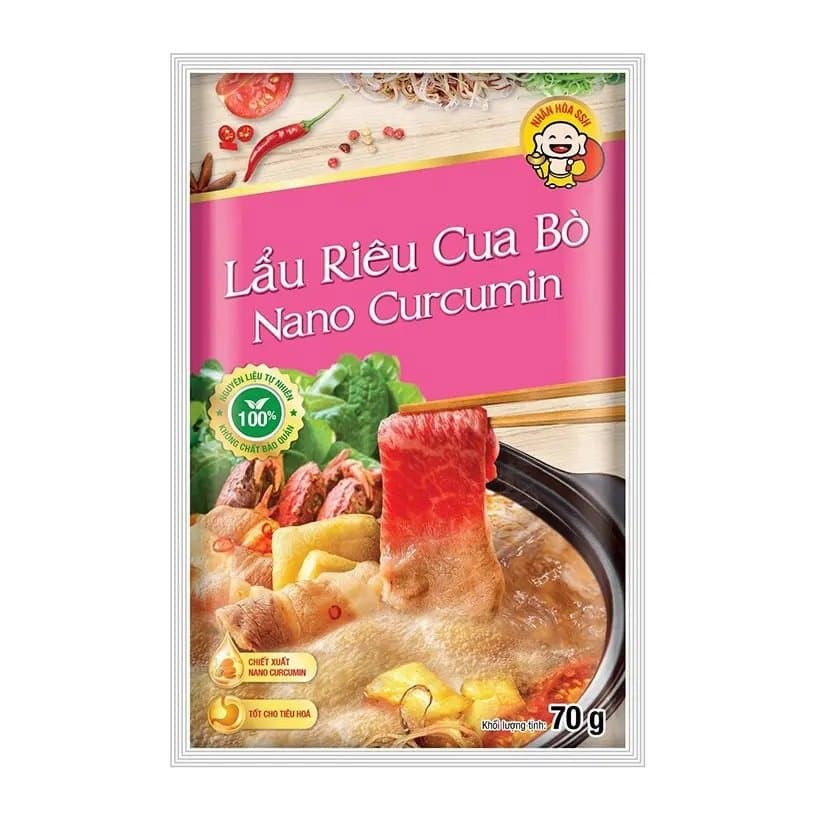 NHÂN HÒA SSH
Lẩu Riêu Cua Bò
Nano Curcumin
NGUYÊN LIỆU TỰ NHIÊN
100%
KHÔNG CHẤT BẢO QUẢN
CHIẾT XUẤT
NANO CURCUMIN
TỐT CHO TIÊU HOÁ
Khối lượng tịnh: 70 g